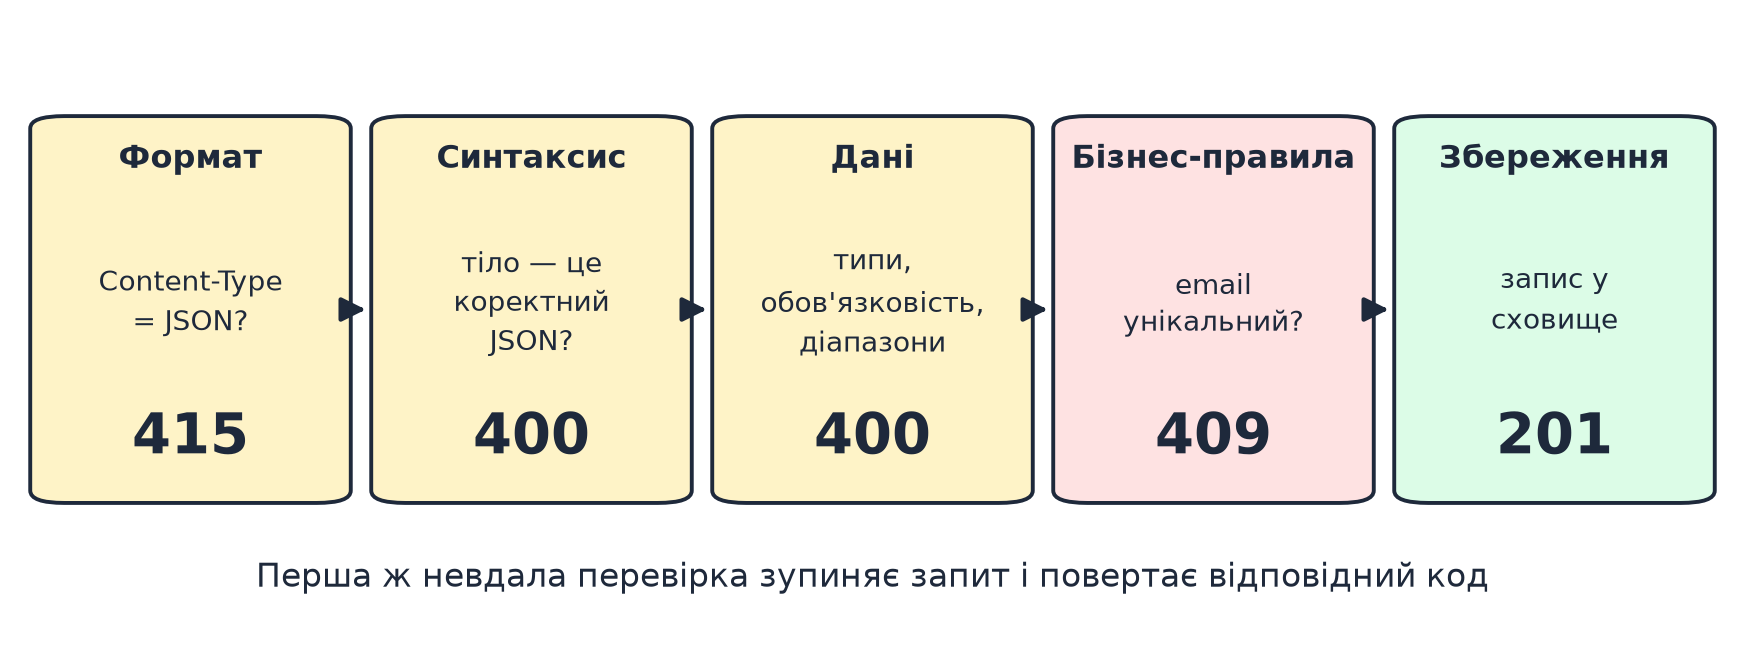 Формат
Content-Type
= JSON?
415
Синтаксис
тіло — це
коректний
JSON?
400
Дані
типи,
обов'язковість,
діапазони
400
Бізнес-правила
email
унікальний?
409
Збереження
запис у
сховище
201
Перша ж невдала перевірка зупиняє запит і повертає відповідний код